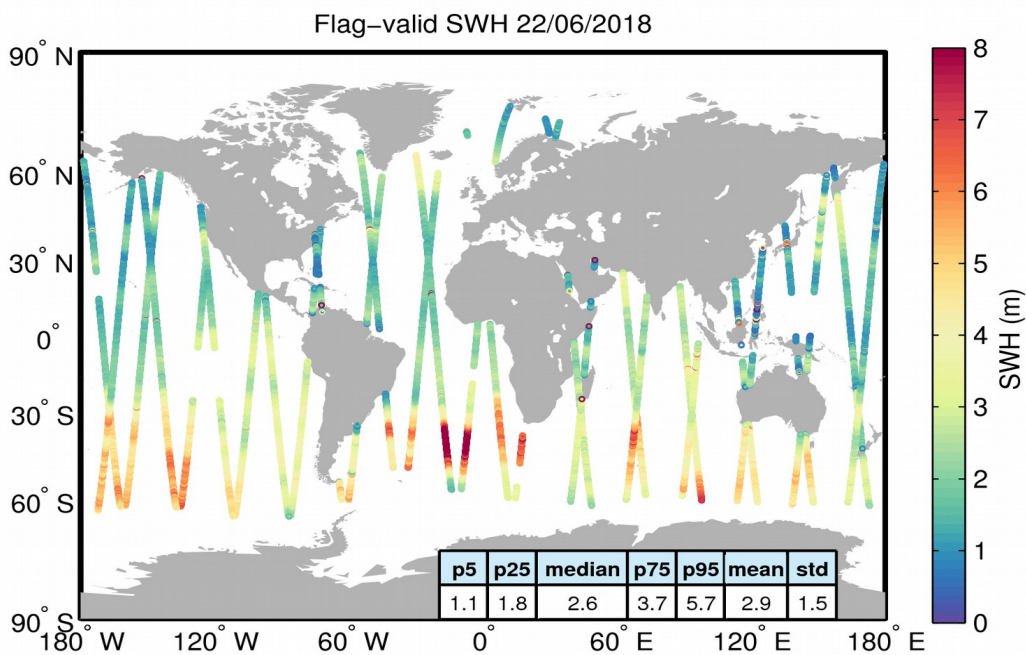 Flag−valid SWH 22/06/2018
90° N
60° N
30° N
0°
30° S
60° S
90° S
180° W
120° W
60° W
0°
60° E
120° E
180° E
p5 p25 median p75 p95 mean std
1.1 1.8 2.6 3.7 5.7 2.9 1.5
8
7
6
5
4
3
2
1
0
SWH (m)